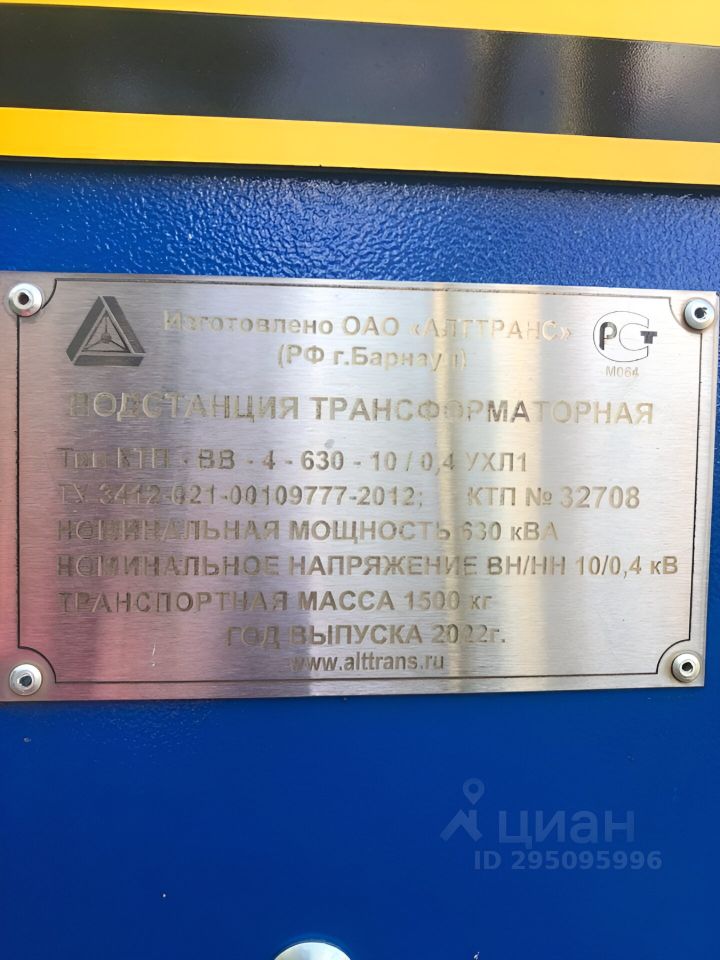 Изготовлено ОАО «АЛТТРАНС»
(РФ г.Барнаул)
РСТ
М064
ПОДСТАНЦИЯ ТРАНСФОРМАТОРНАЯ
Тип КТП - ВВ - 4 - 630 - 10 / 0,4 УХЛ1
ТУ 3412-021-00109777-2012; КТП № 32708
НОМИНАЛЬНАЯ МОЩНОСТЬ 630 кВА
НОМИНАЛЬНОЕ НАПРЯЖЕНИЕ ВН/НН 10/0,4 кВ
ТРАНСПОРТНАЯ МАССА 1500 кг
ГОД ВЫПУСКА 2022г.
www.alttrans.ru
циан
ID 295095996